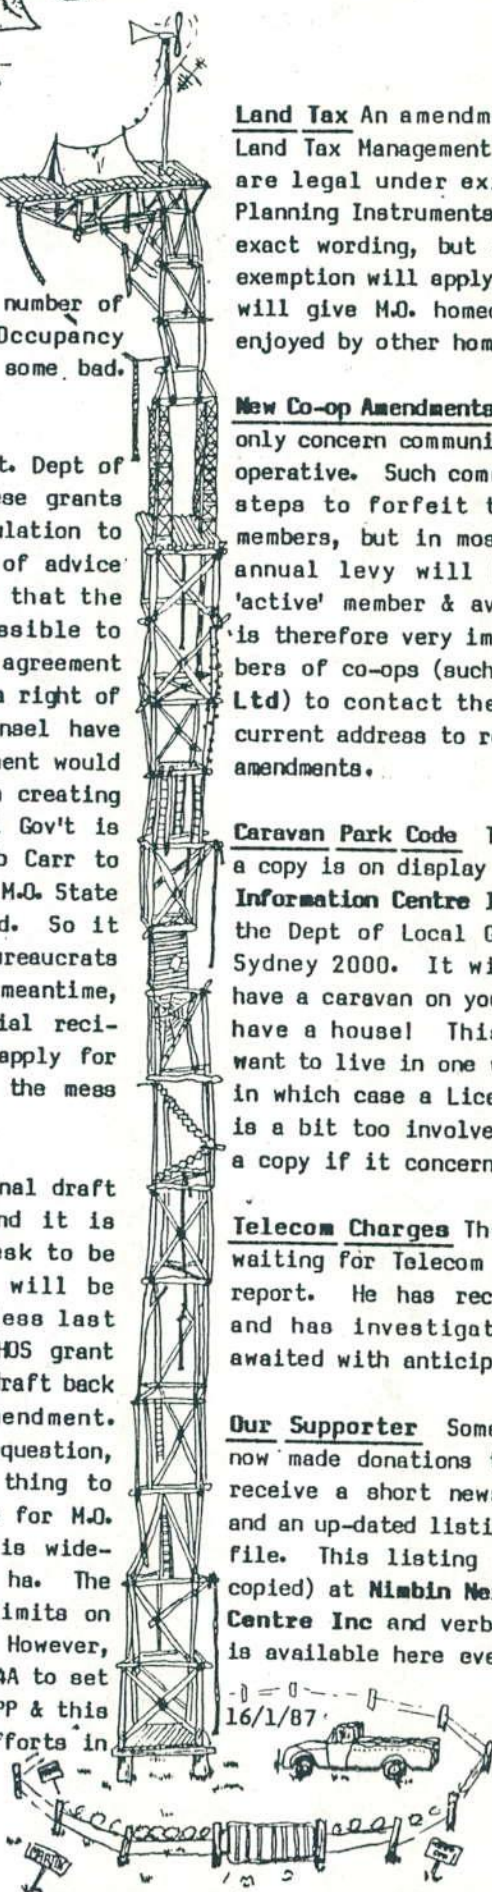 number of
Occupancy
some bad.
t. Dept of
ese grants
ulation to
of advice
that the
ssible to
agreement
right of
nsel have
ment would
creating
Gov't is
Carr to
M.O. State
d. So it
ureaucrats
meantime,
ial reci-
apply for
the mess
nal draft
nd it is
esk to be
will be
ess last
HOS grant
raft back
endment.
question,
thing to
for M.O.
is wide-
ha. The
imits on
However,
4A to set
PP & this
fforts in
Land Tax An amendm
Land Tax Management
are legal under ex
Planning Instruments
exact wording, but
exemption will apply
will give M.O. homeo
enjoyed by other hom
New Co-op Amendments
only concern communi
operative. Such com
steps to forfeit t
members, but in mos
annual levy will
'active' member & av
is therefore very im
bers of co-ops (such
Ltd) to contact the
current address to r
amendments.
Caravan Park Code T
a copy is on display
Information Centre I
the Dept of Local G
Sydney 2000. It wi
have a caravan on yo
have a house! This
want to live in one
in which case a Lice
is a bit too involve
a copy if it concern
Telecom Charges Th
waiting for Telecom
report. He has rec
and has investigat
awaited with anticip
Our Supporter Some
now made donations
receive a short news
and an up-dated listi
file. This listing
copied) at Nimbin Ne
Centre Inc and verb
is available here eve
16/1/87